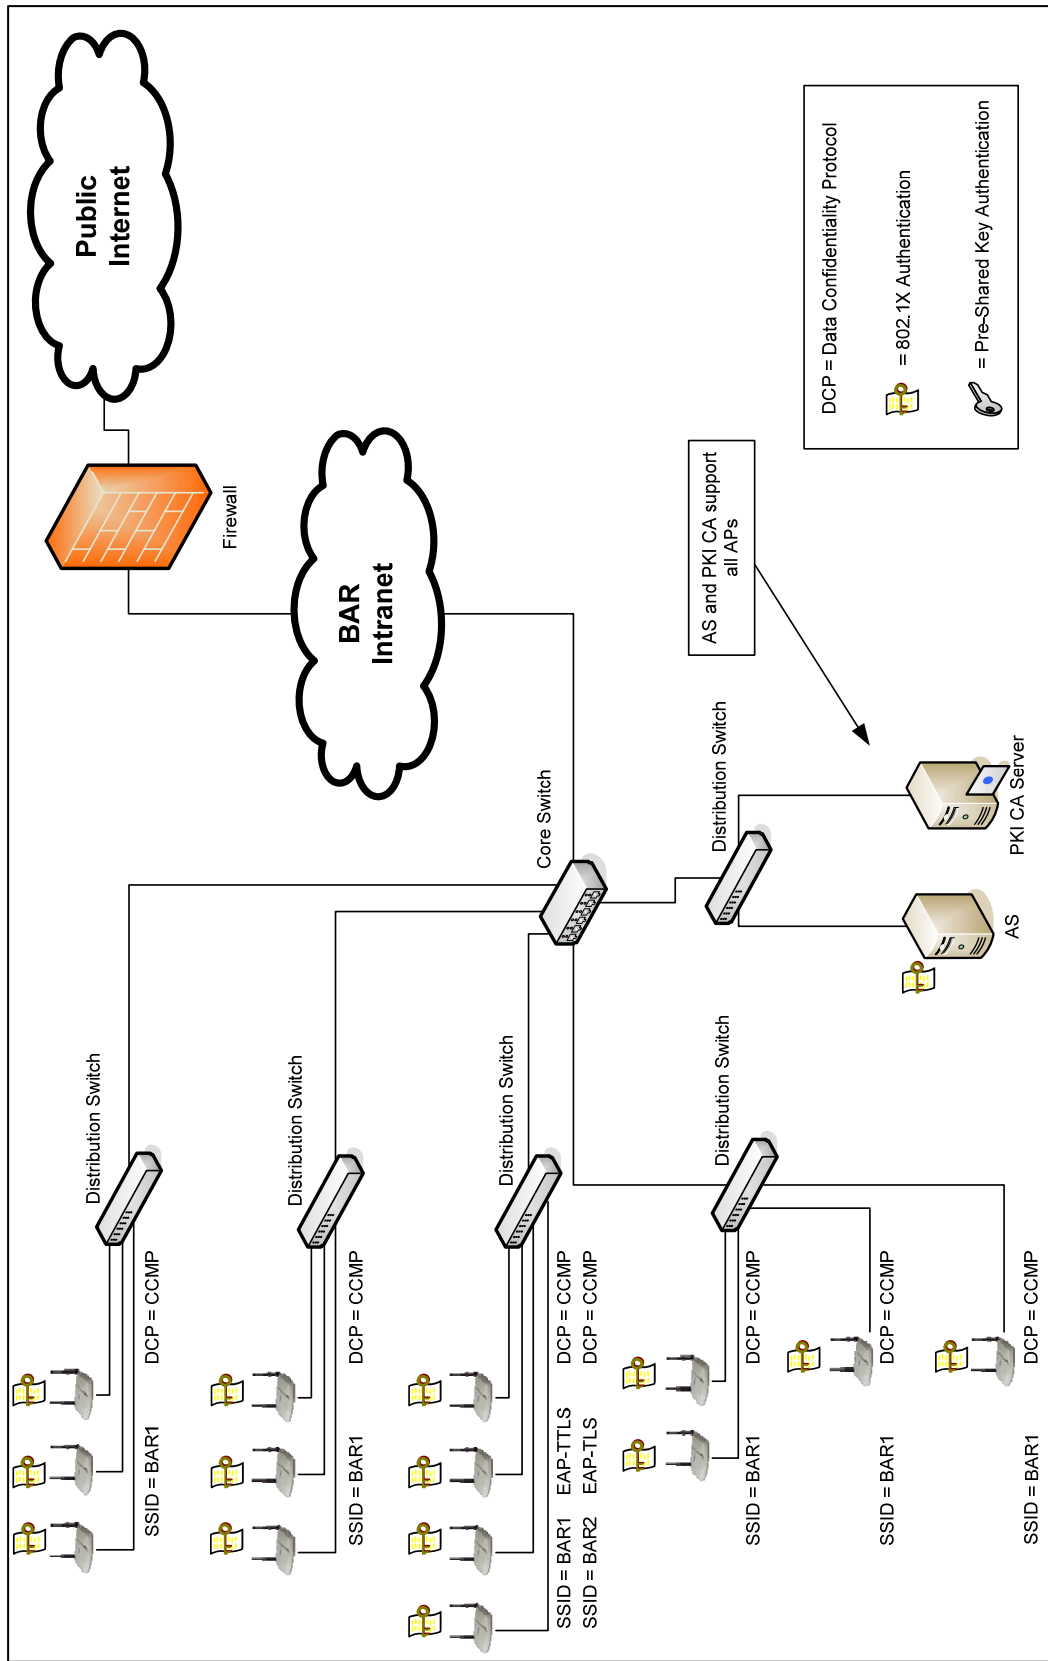 Distribution Switch
DCP = CCMP
SSID = BAR1
Distribution Switch
DCP = CCMP
SSID = BAR1
Distribution Switch
SSID = BAR1 EAP-TTLS DCP = CCMP
SSID = BAR2 EAP-TLS DCP = CCMP
Distribution Switch
SSID = BAR1 DCP = CCMP
SSID = BAR1 DCP = CCMP
SSID = BAR1 DCP = CCMP
Core Switch
Distribution Switch
AS
PKI CA Server
AS and PKI CA support
all APs
BAR
Intranet
Firewall
Public
Internet
DCP = Data Confidentiality Protocol
= 802.1X Authentication
= Pre-Shared Key Authentication